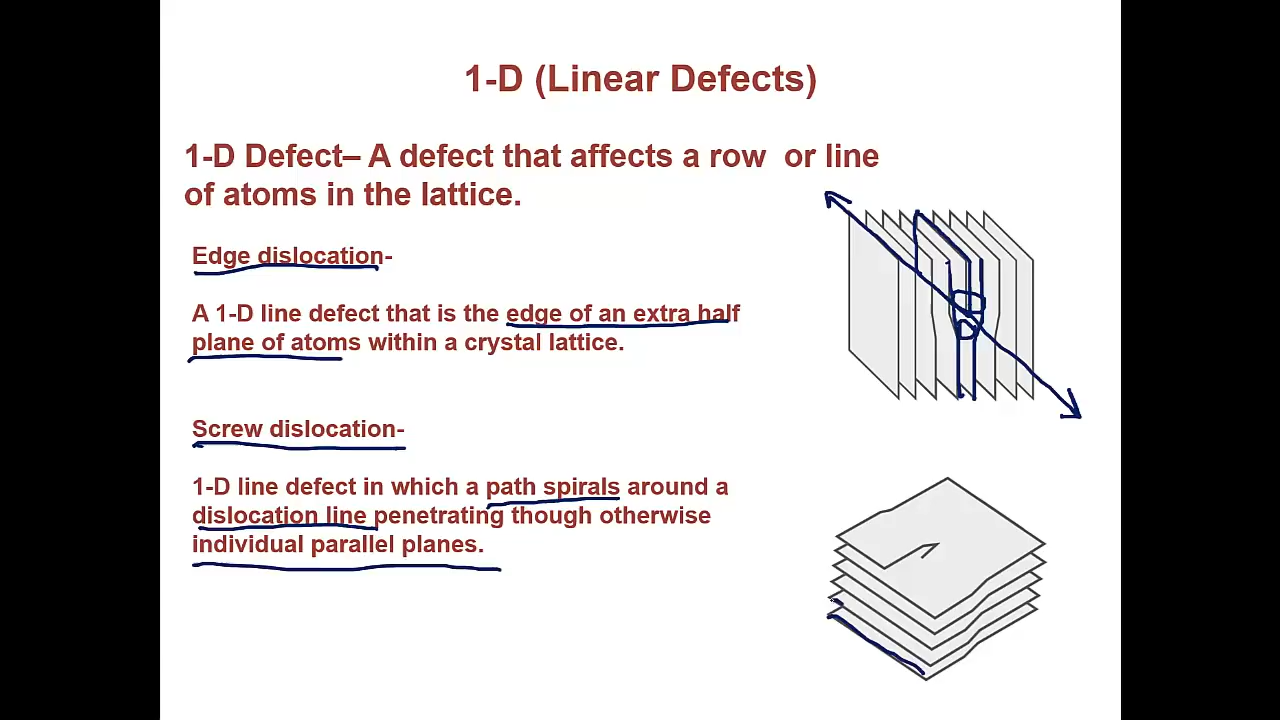 1-D (Linear Defects)
1-D Defect– A defect that affects a row or line
of atoms in the lattice.
Edge dislocation-
A 1-D line defect that is the edge of an extra half
plane of atoms within a crystal lattice.
Screw dislocation-
1-D line defect in which a path spirals around a
dislocation line penetrating though otherwise
individual parallel planes.